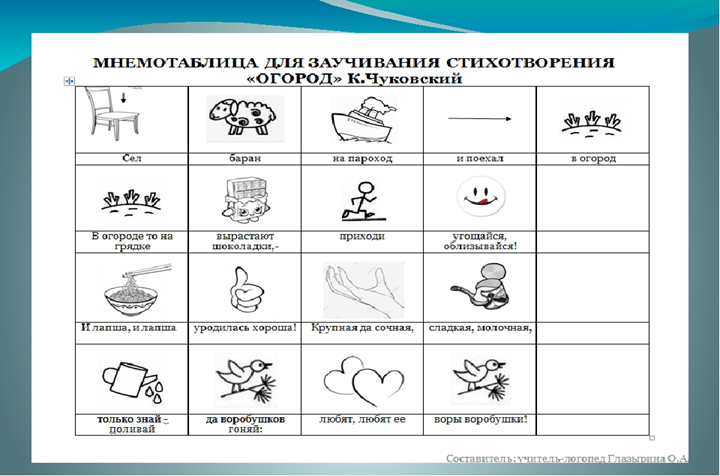 МНЕМОТАБЛИЦА ДЛЯ ЗАУЧИВАНИЯ СТИХОТВОРЕНИЯ
«ОГОРОД» К.Чуковский
Сел
баран
на пароход
и поехал
в огород
В огороде то на
грядке
вырастают
шоколадки,-
приходи
угощайся,
облизывайся!
И лапша, и лапша
уродилась хороша!
Крупная да сочная,
сладкая, молочная,
только знай -
поливай
да воробушков
гоняй:
любят, любят ее
воры воробушки!
Составитель: учитель-логопед Глазырина О.А.